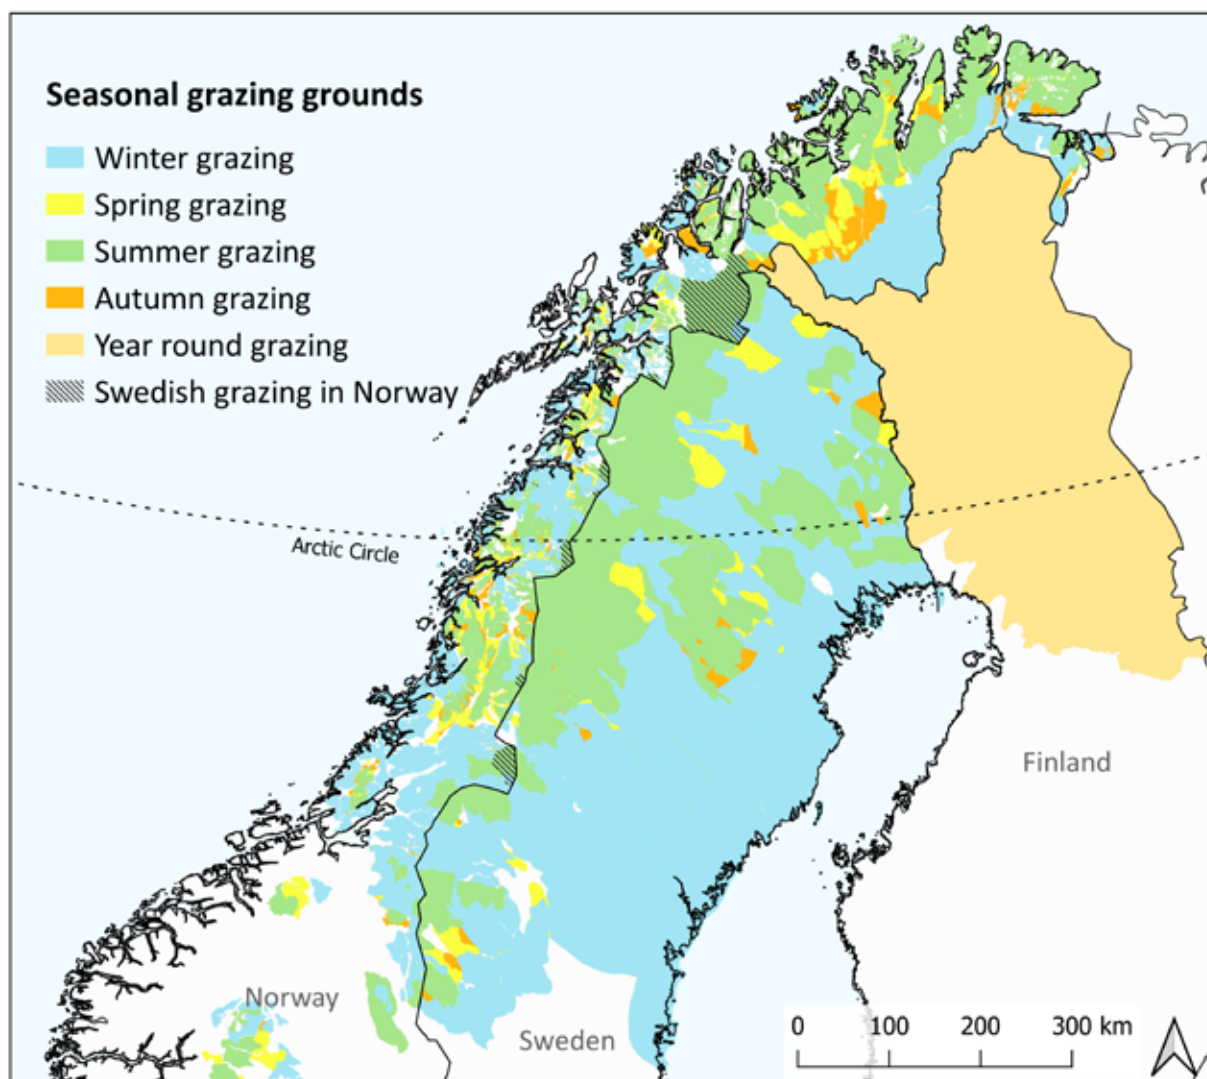 Seasonal grazing grounds
Winter grazing
Spring grazing
Summer grazing
Autumn grazing
Year round grazing
Swedish grazing in Norway
Arctic Circle
Finland
Norway
Sweden
0 100 200 300 km